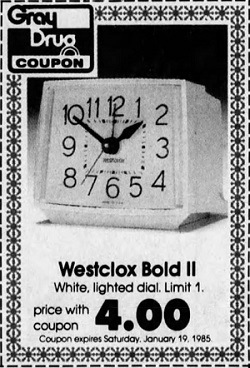 Gray
Drug
COUPON
10 11 12 1 2
9 3
8 7 6 5 4
Westclox
Westclox Bold II
White, lighted dial. Limit 1.
price with
coupon
4.00
Coupon expires Saturday, January 19, 1985.